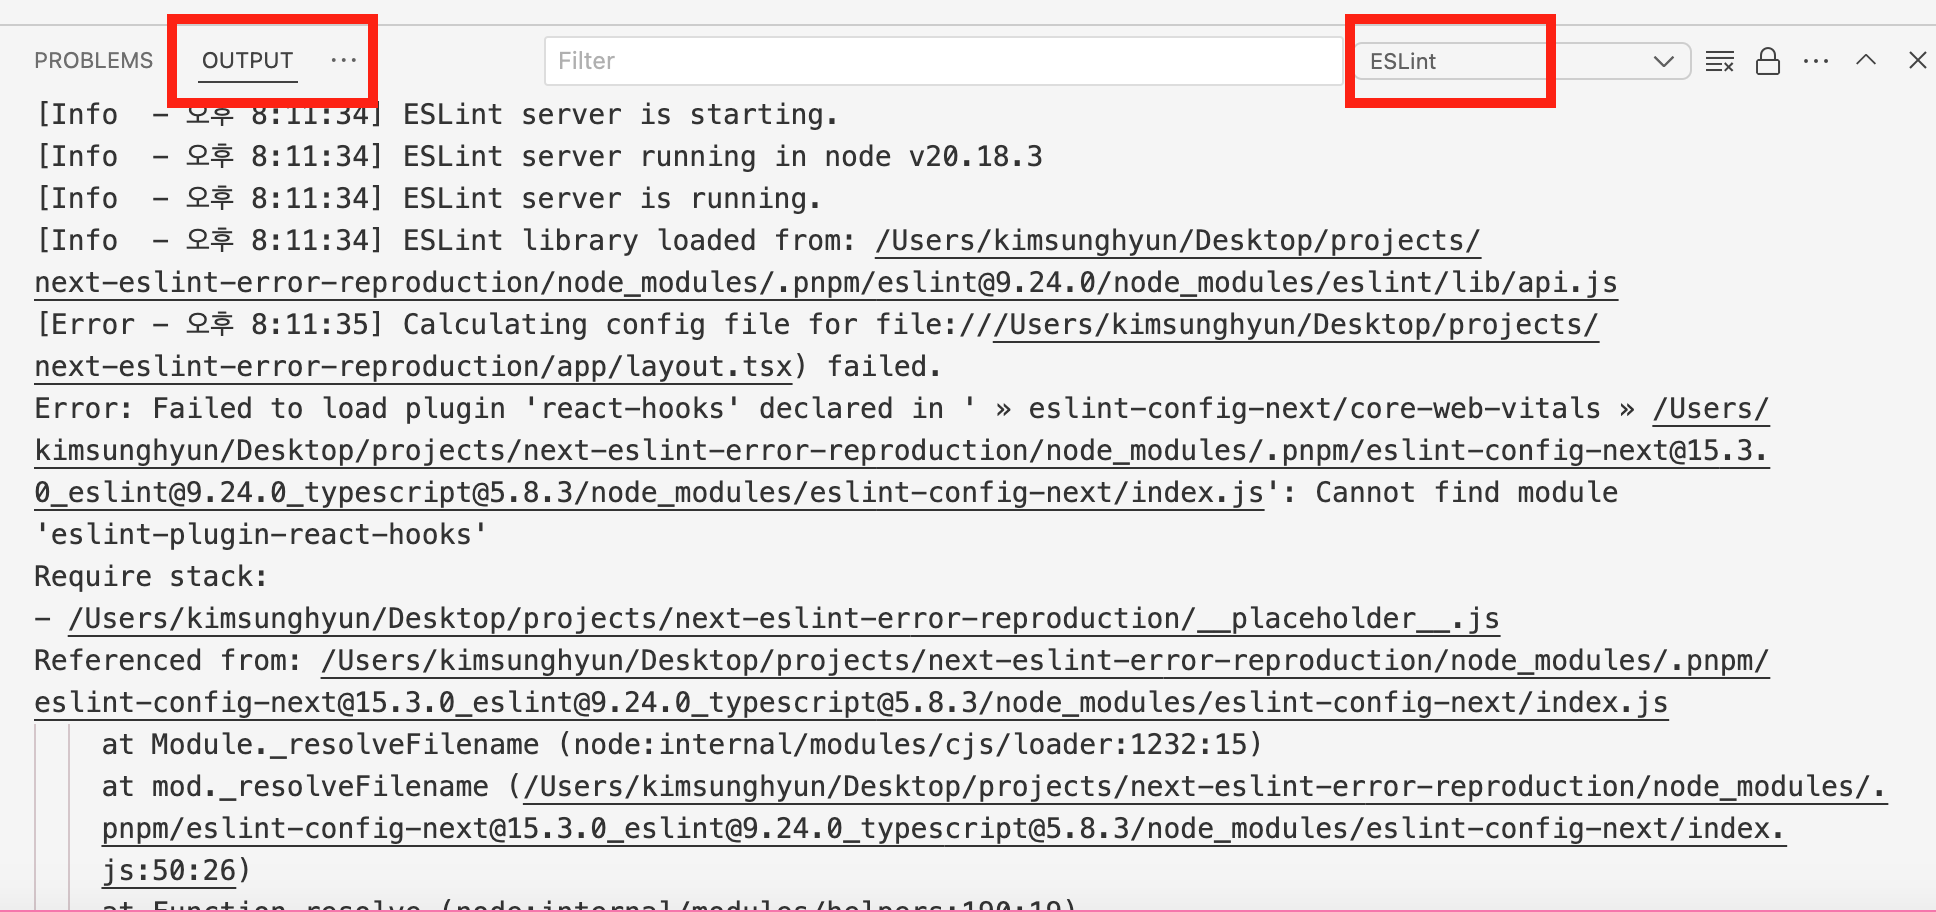 PROBLEMS OUTPUT ... Filter ESLint
[Info  - 오후 8:11:34] ESLint server is starting.
[Info  - 오후 8:11:34] ESLint server running in node v20.18.3
[Info  - 오후 8:11:34] ESLint server is running.
[Info  - 오후 8:11:34] ESLint library loaded from: /Users/kimsunghyun/Desktop/projects/
next-eslint-error-reproduction/node_modules/.pnpm/eslint@9.24.0/node_modules/eslint/lib/api.js
[Error - 오후 8:11:35] Calculating config file for file:///Users/kimsunghyun/Desktop/projects/
next-eslint-error-reproduction/app/layout.tsx) failed.
Error: Failed to load plugin 'react-hooks' declared in ' » eslint-config-next/core-web-vitals » /Users/
kimsunghyun/Desktop/projects/next-eslint-error-reproduction/node_modules/.pnpm/eslint-config-next@15.3.
0_eslint@9.24.0_typescript@5.8.3/node_modules/eslint-config-next/index.js': Cannot find module
'eslint-plugin-react-hooks'
Require stack:
- /Users/kimsunghyun/Desktop/projects/next-eslint-error-reproduction/__placeholder__.js
Referenced from: /Users/kimsunghyun/Desktop/projects/next-eslint-error-reproduction/node_modules/.pnpm/
eslint-config-next@15.3.0_eslint@9.24.0_typescript@5.8.3/node_modules/eslint-config-next/index.js
at Module._resolveFilename (node:internal/modules/cjs/loader:1232:15)
at mod._resolveFilename (/Users/kimsunghyun/Desktop/projects/next-eslint-error-reproduction/node_modules/.
pnpm/eslint-config-next@15.3.0_eslint@9.24.0_typescript@5.8.3/node_modules/eslint-config-next/index.
js:50:26)
at Function.resolve (node:internal/modules/helpers:190:19)